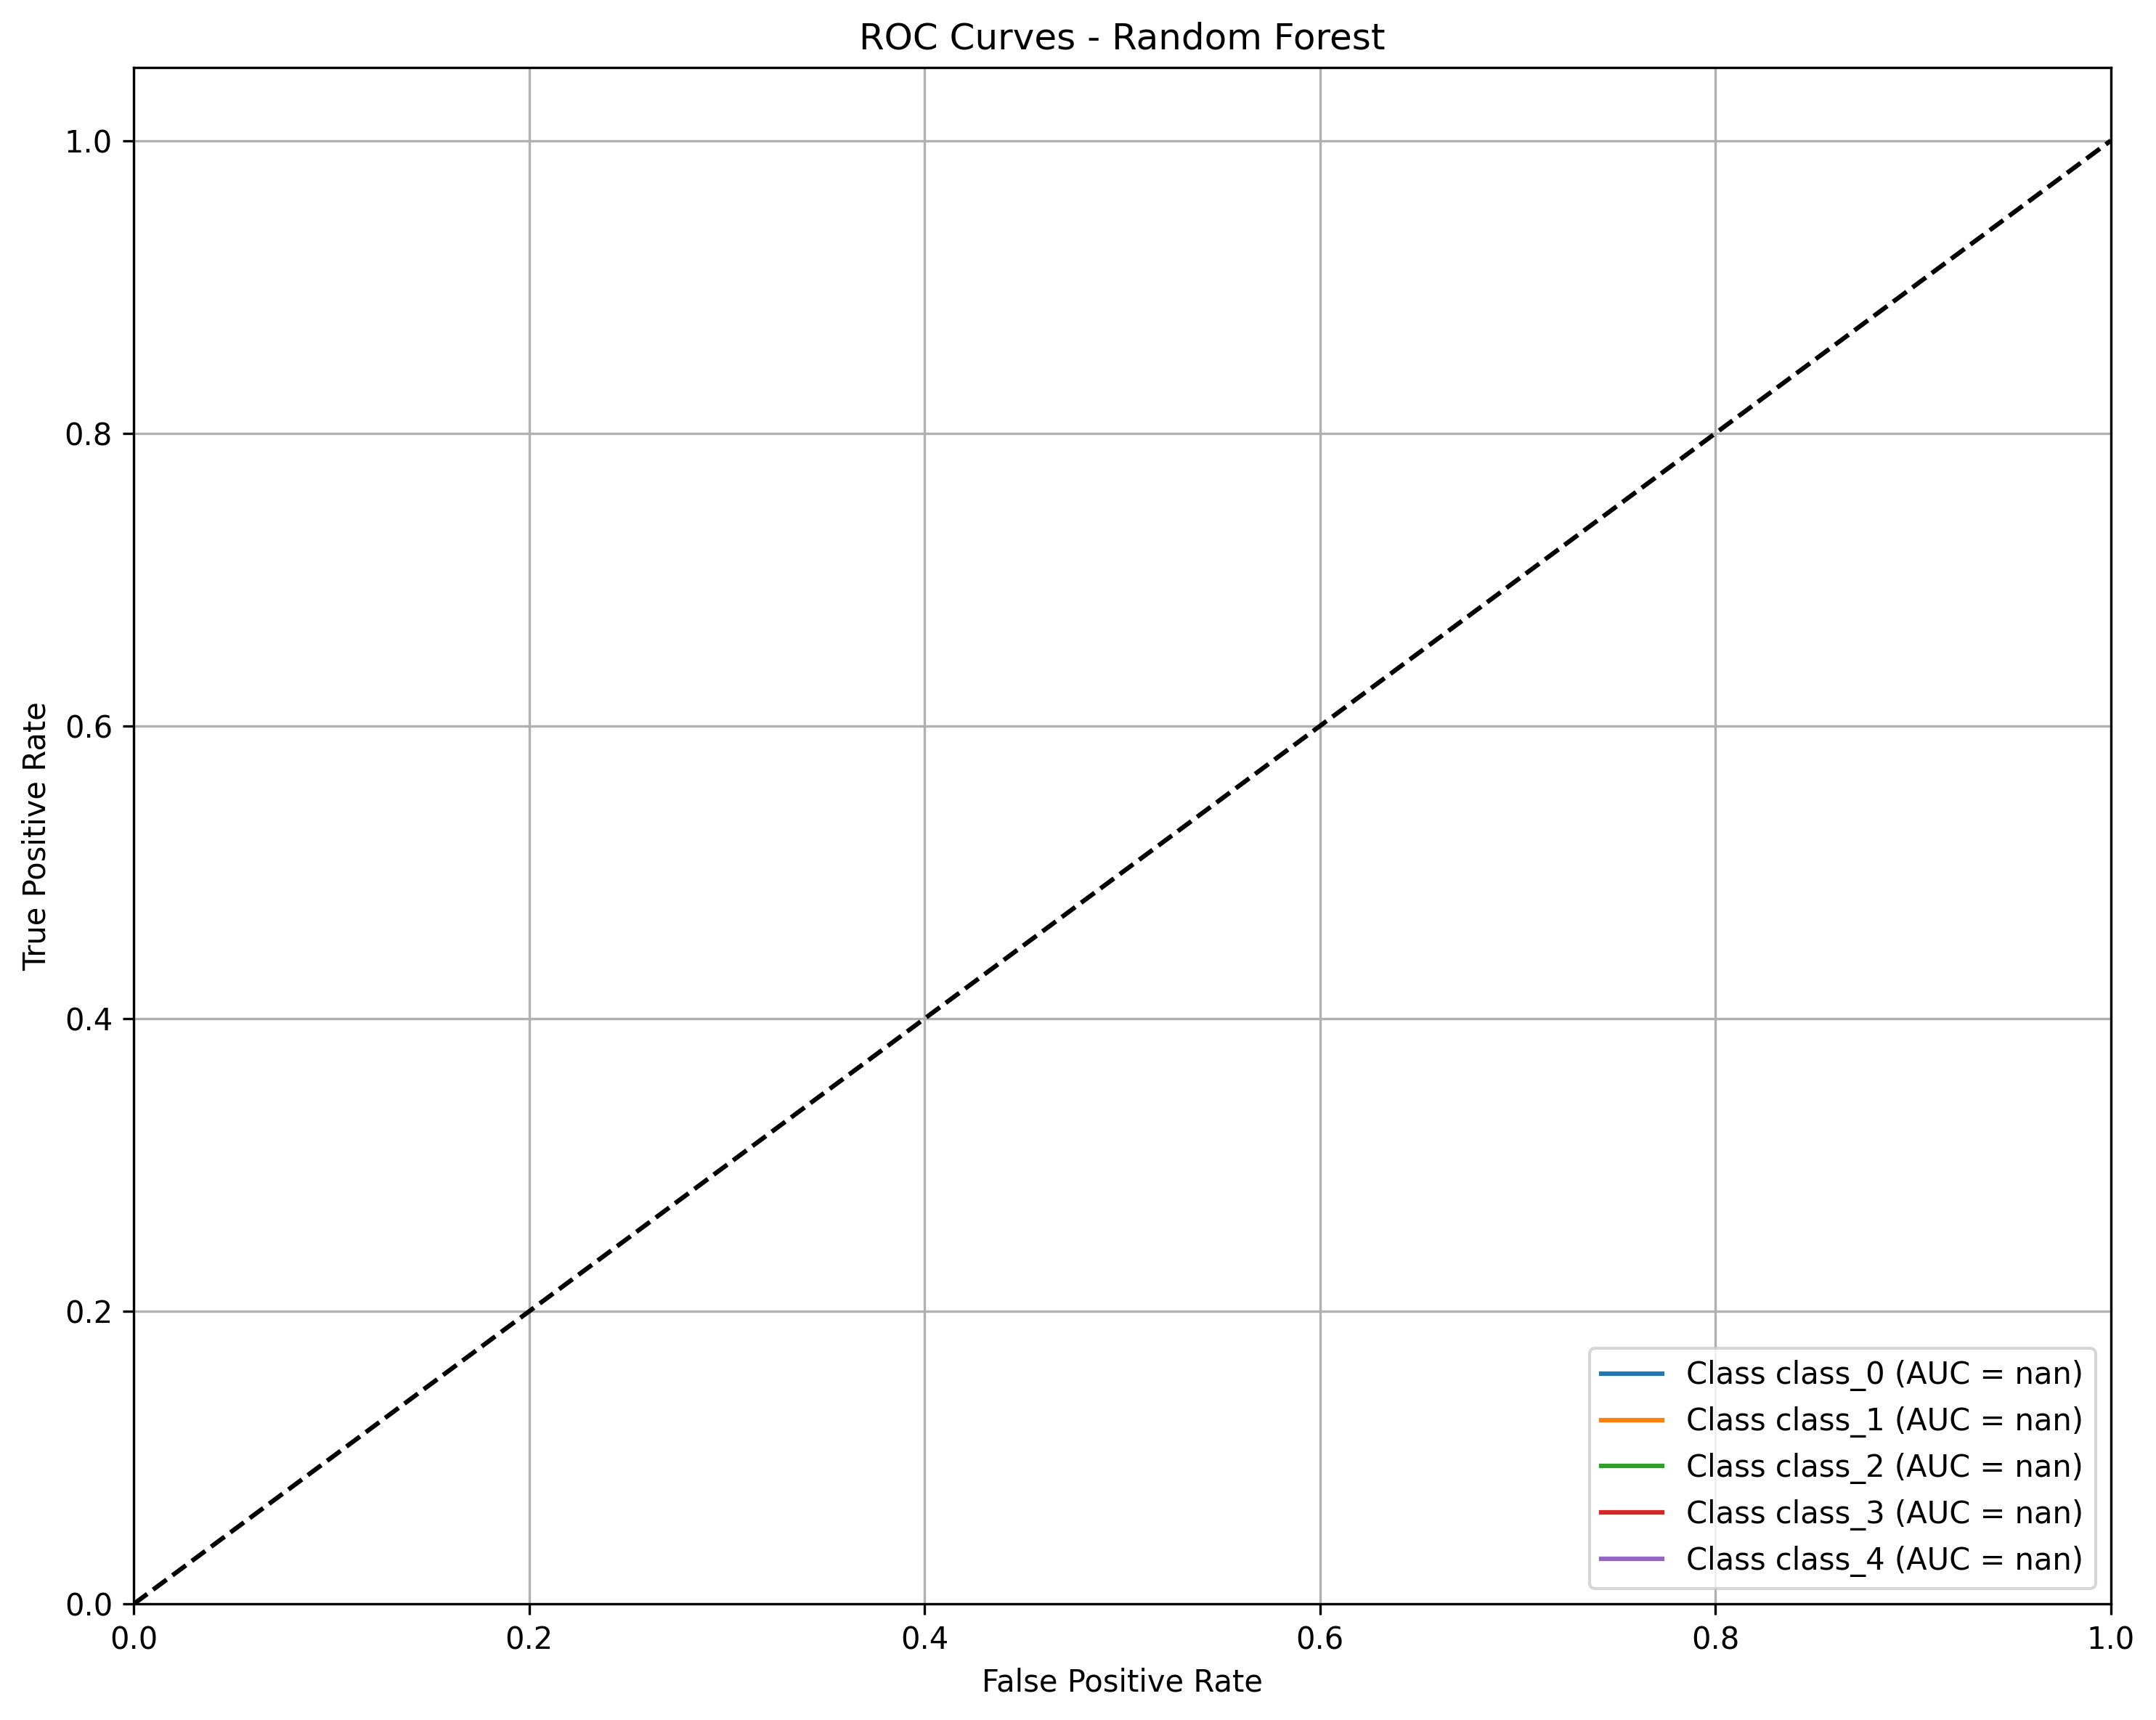 ROC Curves - Random Forest
True Positive Rate
1.0
0.8
0.6
0.4
0.2
0.0
Class class_0 (AUC = nan)
Class class_1 (AUC = nan)
Class class_2 (AUC = nan)
Class class_3 (AUC = nan)
Class class_4 (AUC = nan)
0.0 0.2 0.4 0.6 0.8 1.0
False Positive Rate